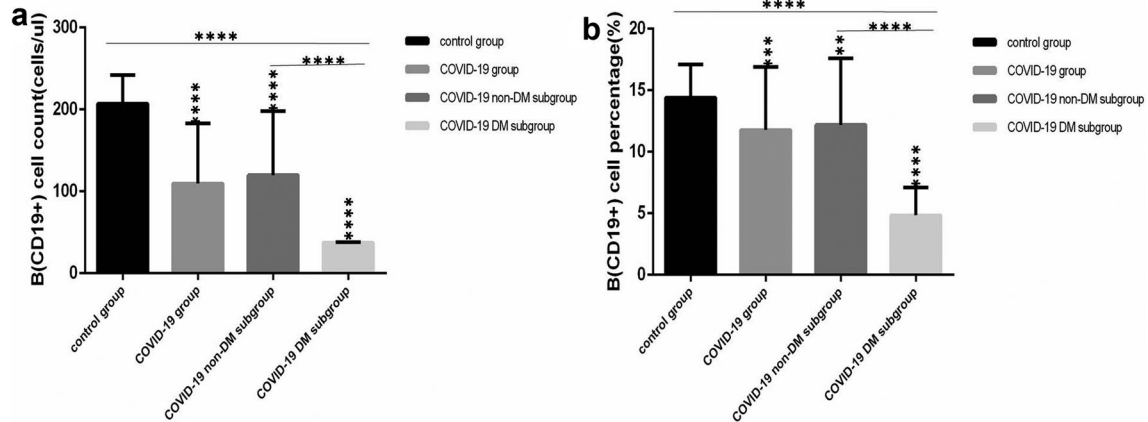 a
B(CD19+) cell count(cells/ul)
300
200
100
0
****
****
****
****
****
control group
COVID-19 group
COVID-19 non-DM subgroup
COVID-19 DM subgroup
control group
COVID-19 group
COVID-19 non-DM subgroup
COVID-19 DM subgroup
b
B(CD19+) cell percentage(%)
20
15
10
5
0
****
****
***
**
****
control group
COVID-19 group
COVID-19 non-DM subgroup
COVID-19 DM subgroup
control group
COVID-19 group
COVID-19 non-DM subgroup
COVID-19 DM subgroup